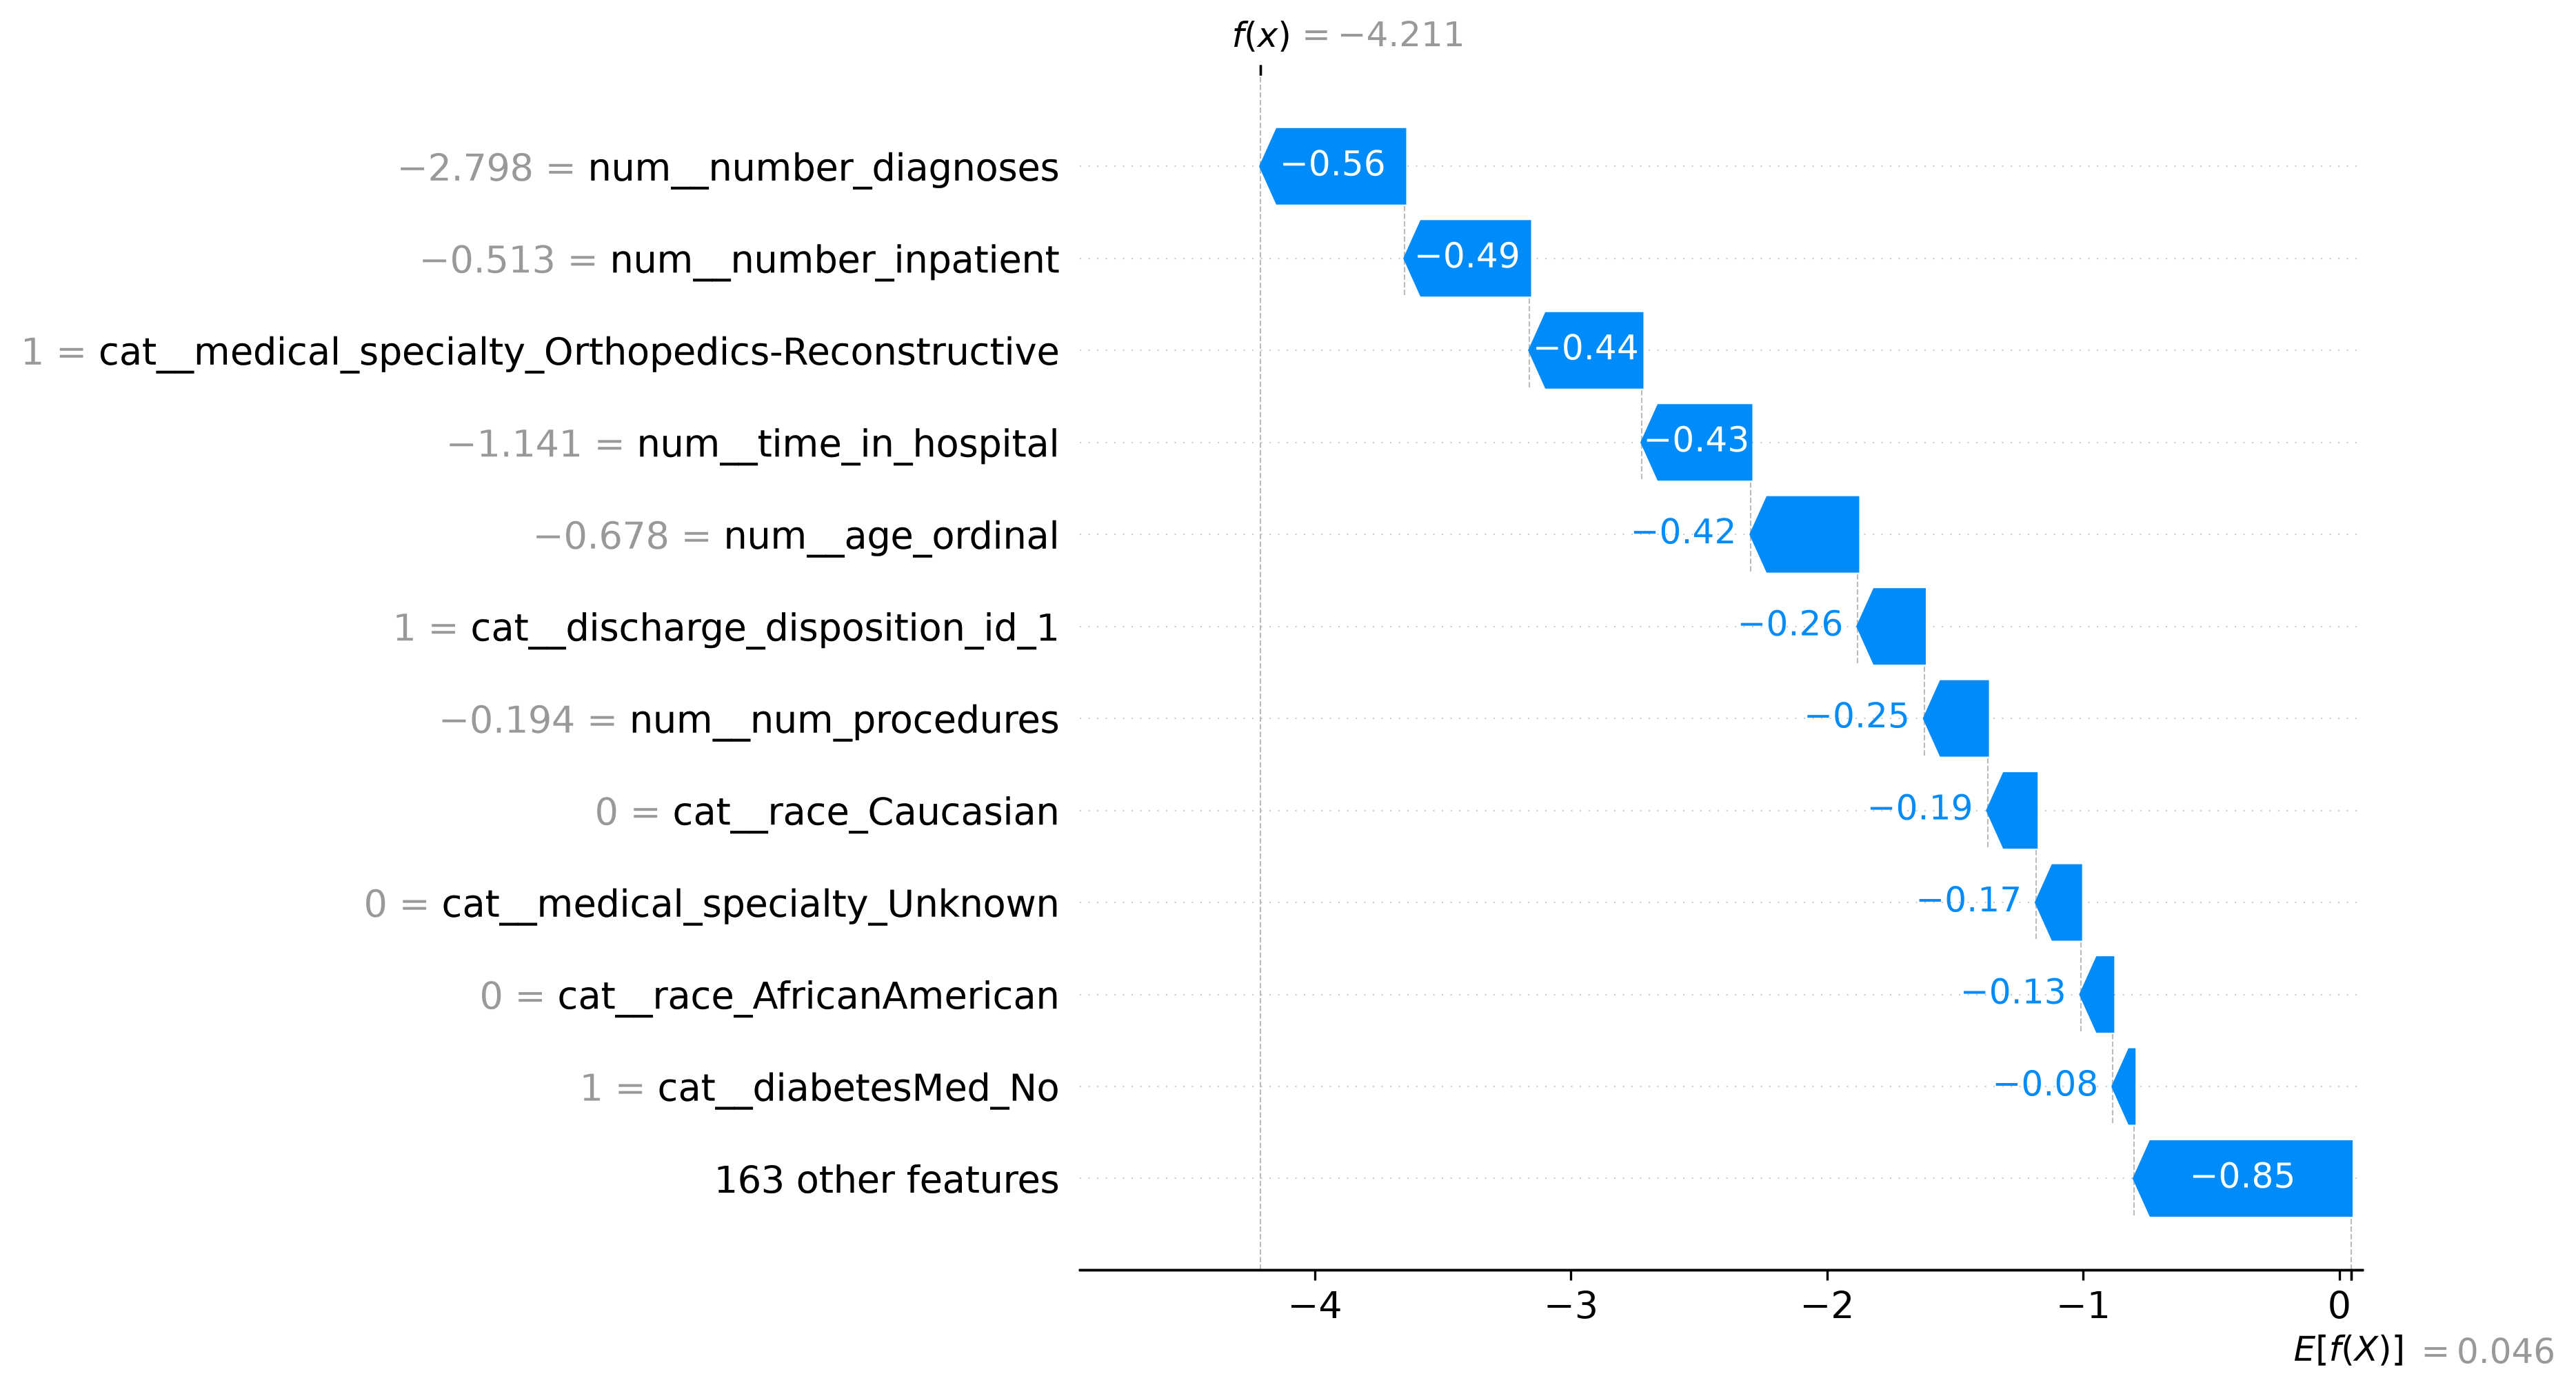 f(x) = −4.211
−2.798 = num__number_diagnoses −0.56
−0.513 = num__number_inpatient −0.49
1 = cat__medical_specialty_Orthopedics-Reconstructive −0.44
−1.141 = num__time_in_hospital −0.43
−0.678 = num__age_ordinal −0.42
1 = cat__discharge_disposition_id_1 −0.26
−0.194 = num__num_procedures −0.25
0 = cat__race_Caucasian −0.19
0 = cat__medical_specialty_Unknown −0.17
0 = cat__race_AfricanAmerican −0.13
1 = cat__diabetesMed_No −0.08
163 other features −0.85
−4 −3 −2 −1 0
E[f(X)] = 0.046